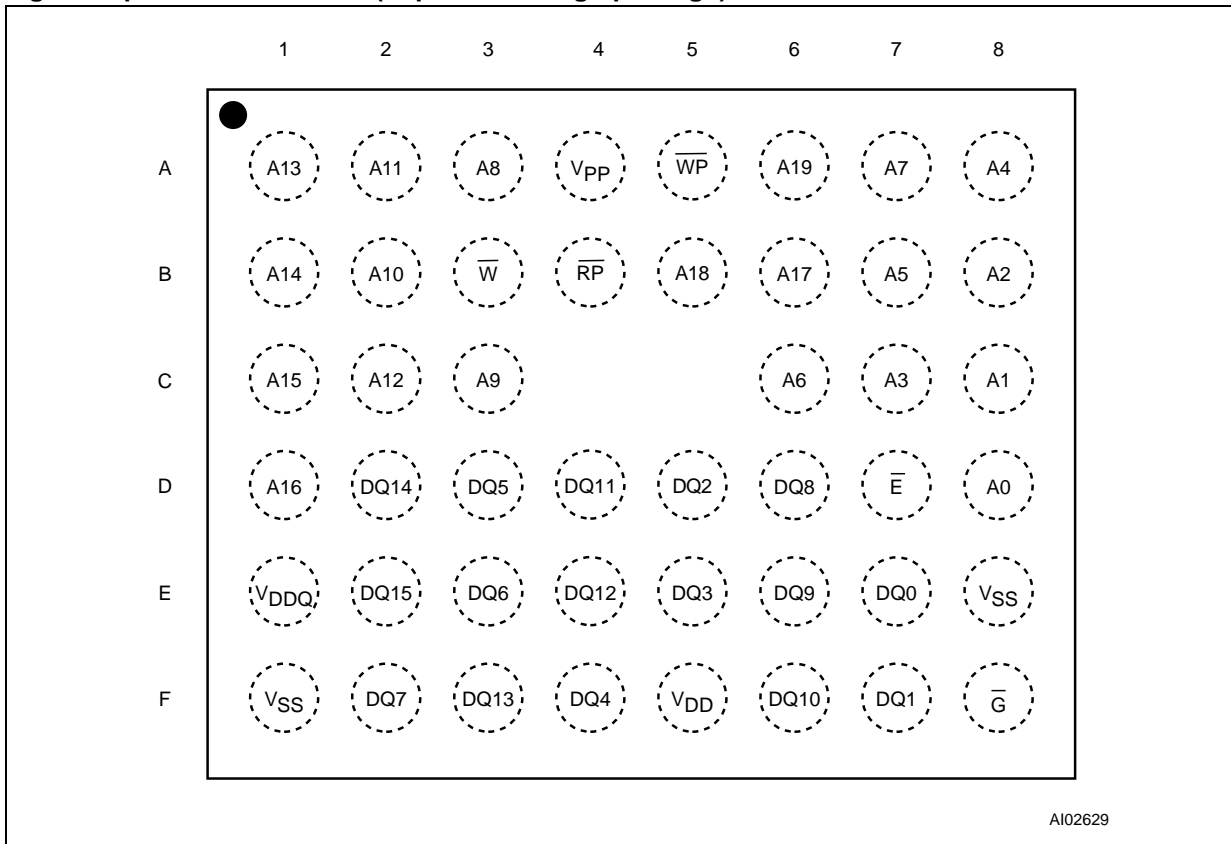 1 2 3 4 5 6 7 8
A A13 A11 A8 VPP W̅P̅ A19 A7 A4
B A14 A10 W̅ R̅P̅ A18 A17 A5 A2
C A15 A12 A9 A6 A3 A1
D A16 DQ14 DQ5 DQ11 DQ2 DQ8 E̅ A0
E VDDQ DQ15 DQ6 DQ12 DQ3 DQ9 DQ0 VSS
F VSS DQ7 DQ13 DQ4 VDD DQ10 DQ1 G̅
AI02629